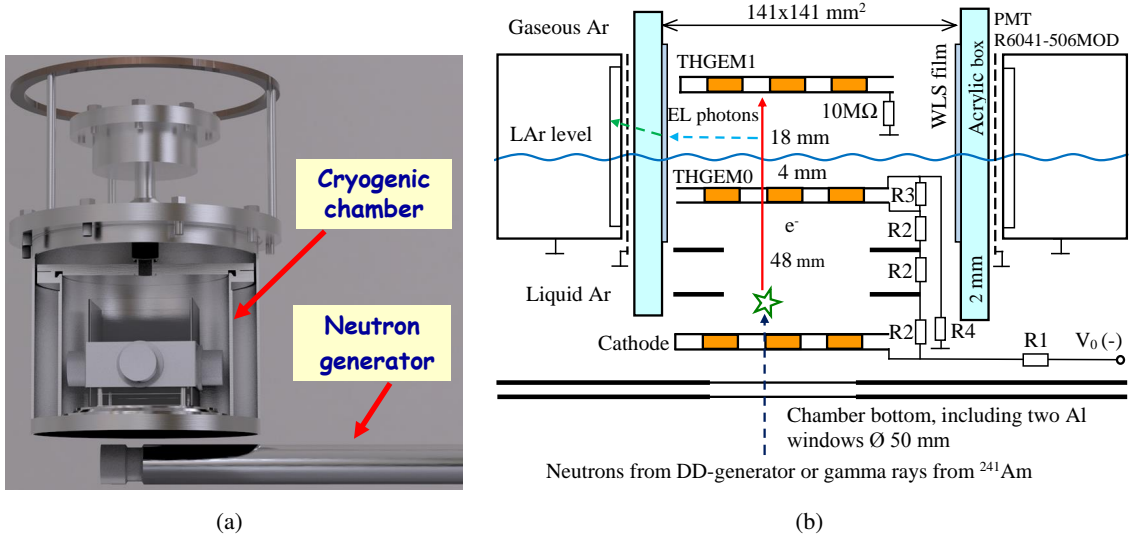 Cryogenic
chamber
Neutron
generator
(a)
141x141 mm²
Gaseous Ar
PMT
R6041-506MOD
THGEM1
WLS film
Acrylic box
10MΩ
EL photons
LAr level
18 mm
4 mm
THGEM0
R3
e⁻
R2
48 mm
R2
Liquid Ar
2 mm
Cathode
R2
R4
R1
V₀ (-)
Chamber bottom, including two Al
windows Ø 50 mm
Neutrons from DD-generator or gamma rays from ²⁴¹Am
(b)